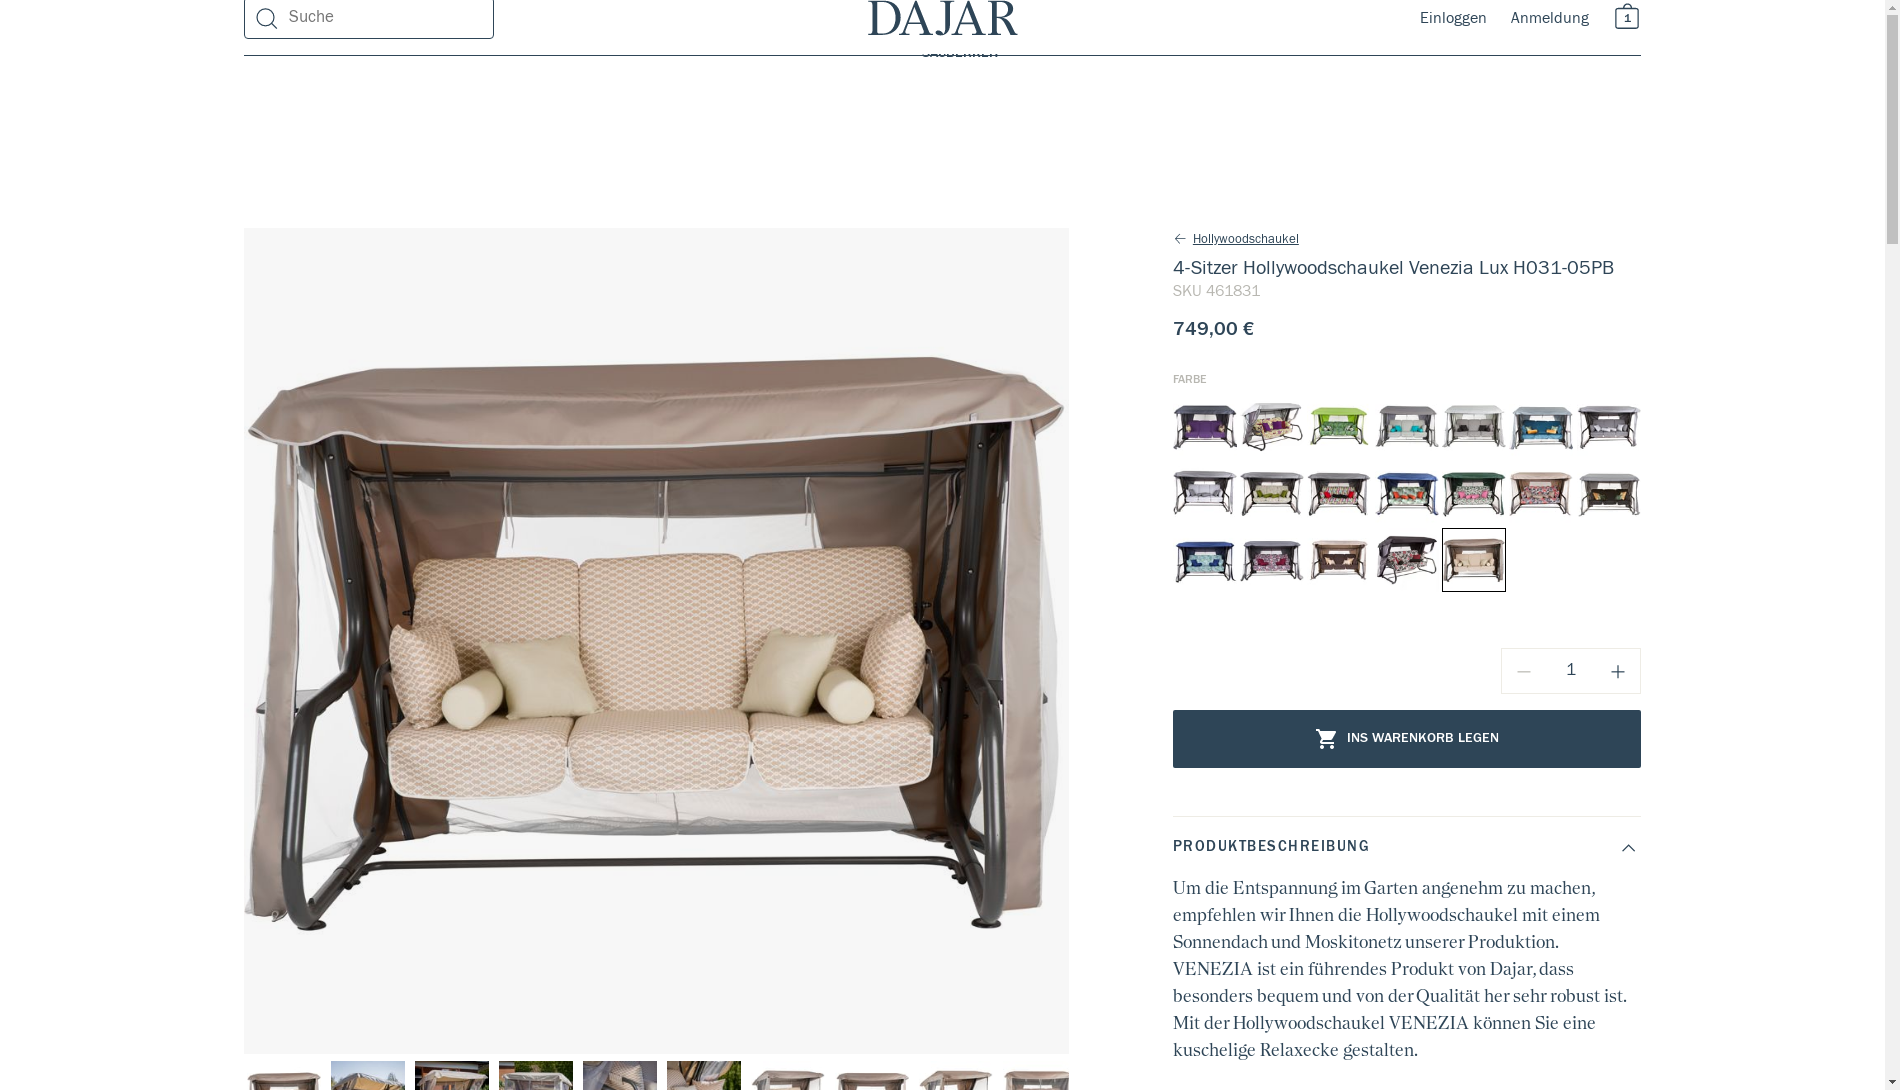 Suche
DAJAR
Einloggen
Anmeldung
1
Hollywoodschaukel
4-Sitzer Hollywoodschaukel Venezia Lux H031-05PB
SKU 461831
749,00 €
FARBE
1
INS WARENKORB LEGEN
PRODUKTBESCHREIBUNG
Um die Entspannung im Garten angenehm zu machen,
empfehlen wir Ihnen die Hollywoodschaukel mit einem
Sonnendach und Moskitonetz unserer Produktion.
VENEZIA ist ein führendes Produkt von Dajar, dass
besonders bequem und von der Qualität her sehr robust ist.
Mit der Hollywoodschaukel VENEZIA können Sie eine
kuschelige Relaxecke gestalten.